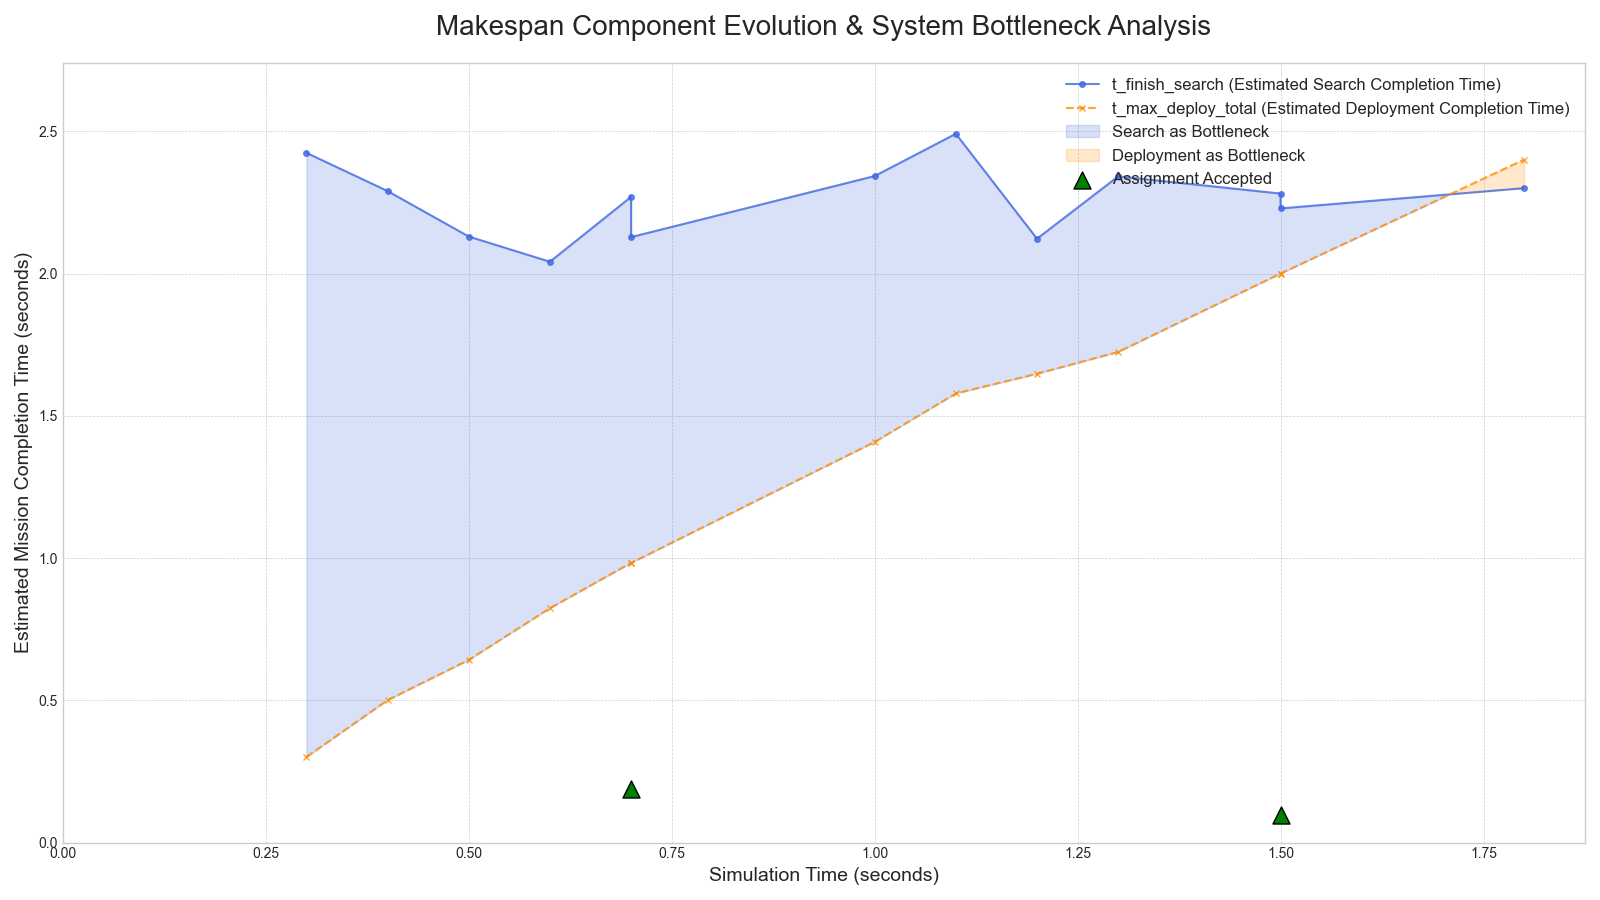 Makespan Component Evolution & System Bottleneck Analysis
t_finish_search (Estimated Search Completion Time)
t_max_deploy_total (Estimated Deployment Completion Time)
Search as Bottleneck
Deployment as Bottleneck
Assignment Accepted
Estimated Mission Completion Time (seconds)
2.5
2.0
1.5
1.0
0.5
0.0
0.00 0.25 0.50 0.75 1.00 1.25 1.50 1.75
Simulation Time (seconds)